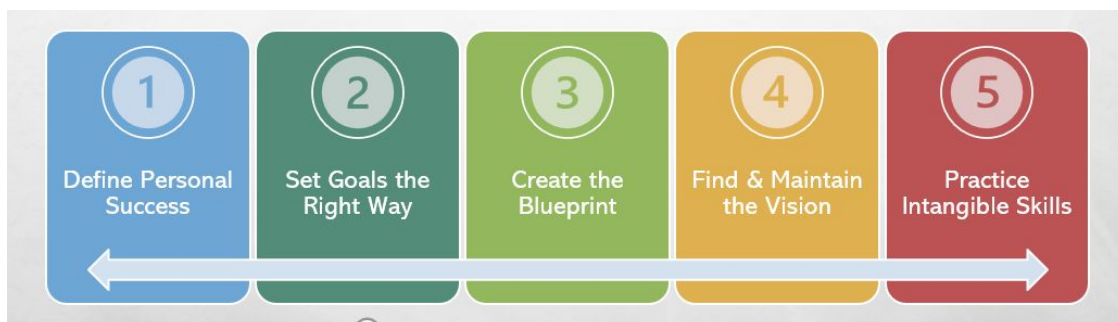 1
Define Personal
Success
2
Set Goals the
Right Way
3
Create the
Blueprint
4
Find & Maintain
the Vision
5
Practice
Intangible Skills